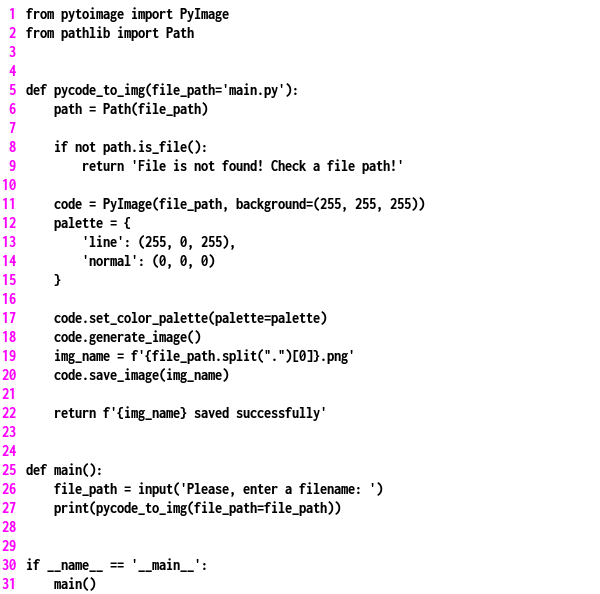 1 from pytoimage import PyImage
2 from pathlib import Path
3
4
5 def pycode_to_img(file_path='main.py'):
6     path = Path(file_path)
7
8     if not path.is_file():
9         return 'File is not found! Check a file path!'
10
11     code = PyImage(file_path, background=(255, 255, 255))
12     palette = {
13         'line': (255, 0, 255),
14         'normal': (0, 0, 0)
15     }
16
17     code.set_color_palette(palette=palette)
18     code.generate_image()
19     img_name = f'{file_path.split(".")[0]}.png'
20     code.save_image(img_name)
21
22     return f'{img_name} saved successfully'
23
24
25 def main():
26     file_path = input('Please, enter a filename: ')
27     print(pycode_to_img(file_path=file_path))
28
29
30 if __name__ == '__main__':
31     main()